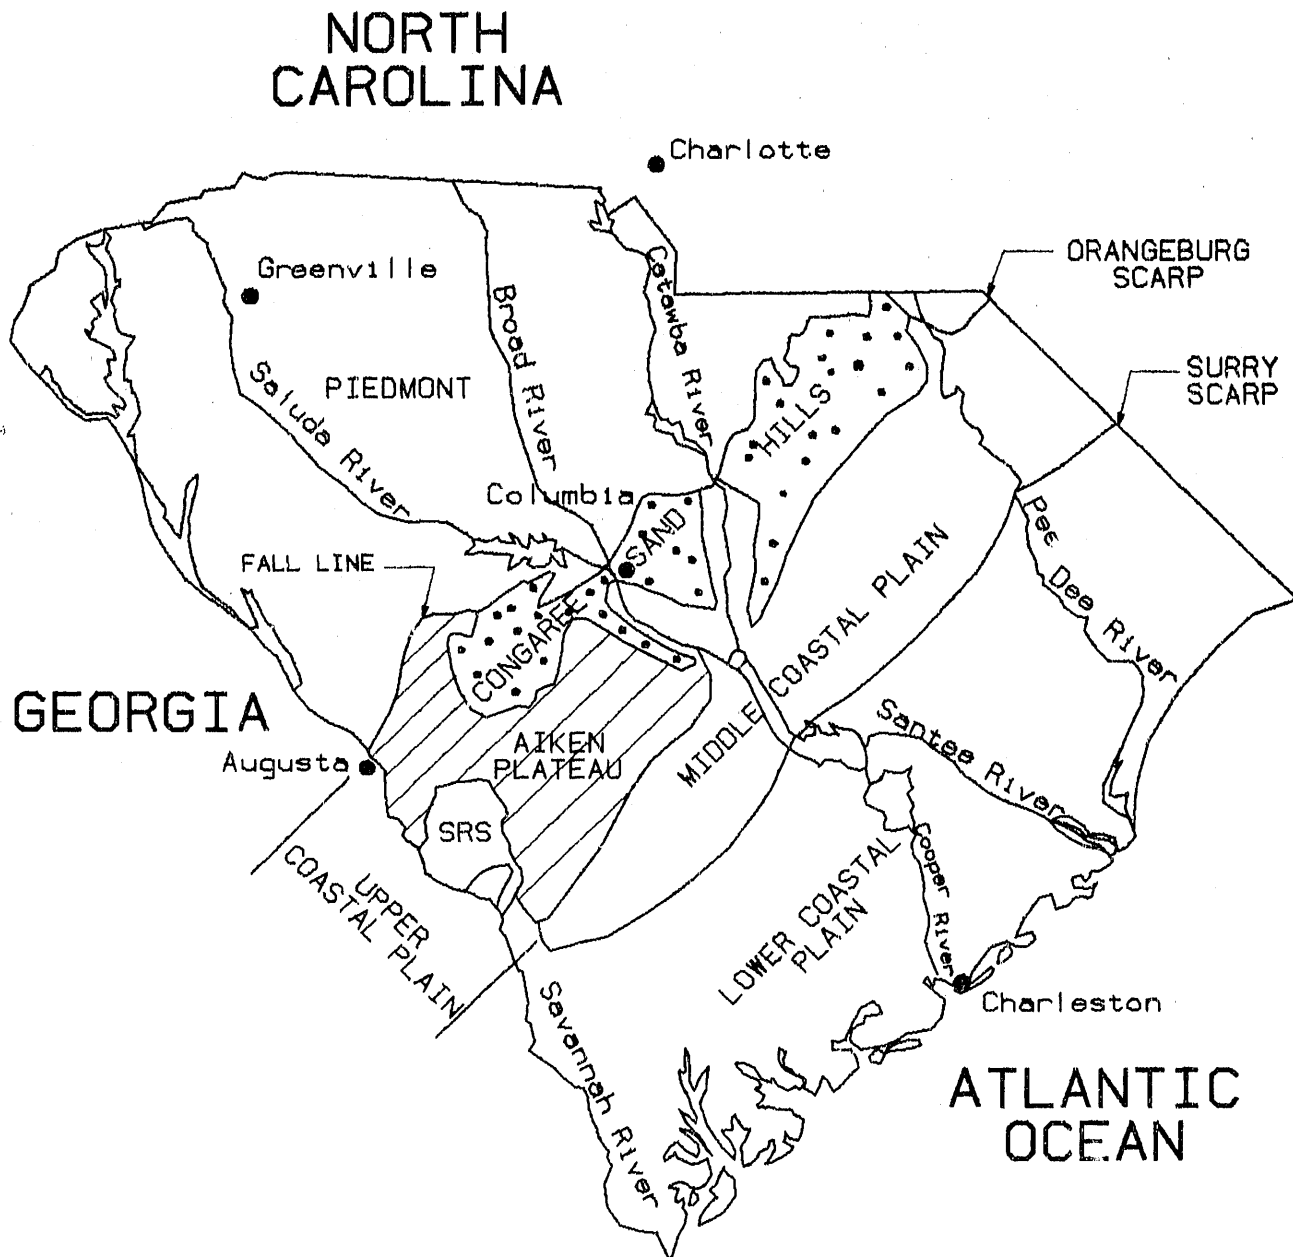 NORTH
CAROLINA
Charlotte
ORANGEBURG
SCARP
Greenville
Catawba River
Broad River
SURRY
SCARP
Saluda River
PIEDMONT
HILLS
Columbia
SAND
Pee Dee River
FALL LINE
CONGAREE
MIDDLE COASTAL PLAIN
GEORGIA
Santee River
AIKEN
PLATEAU
Augusta
SRS
Cooper River
UPPER
COASTAL PLAIN
LOWER COASTAL
PLAIN
Savannah River
Charleston
ATLANTIC
OCEAN